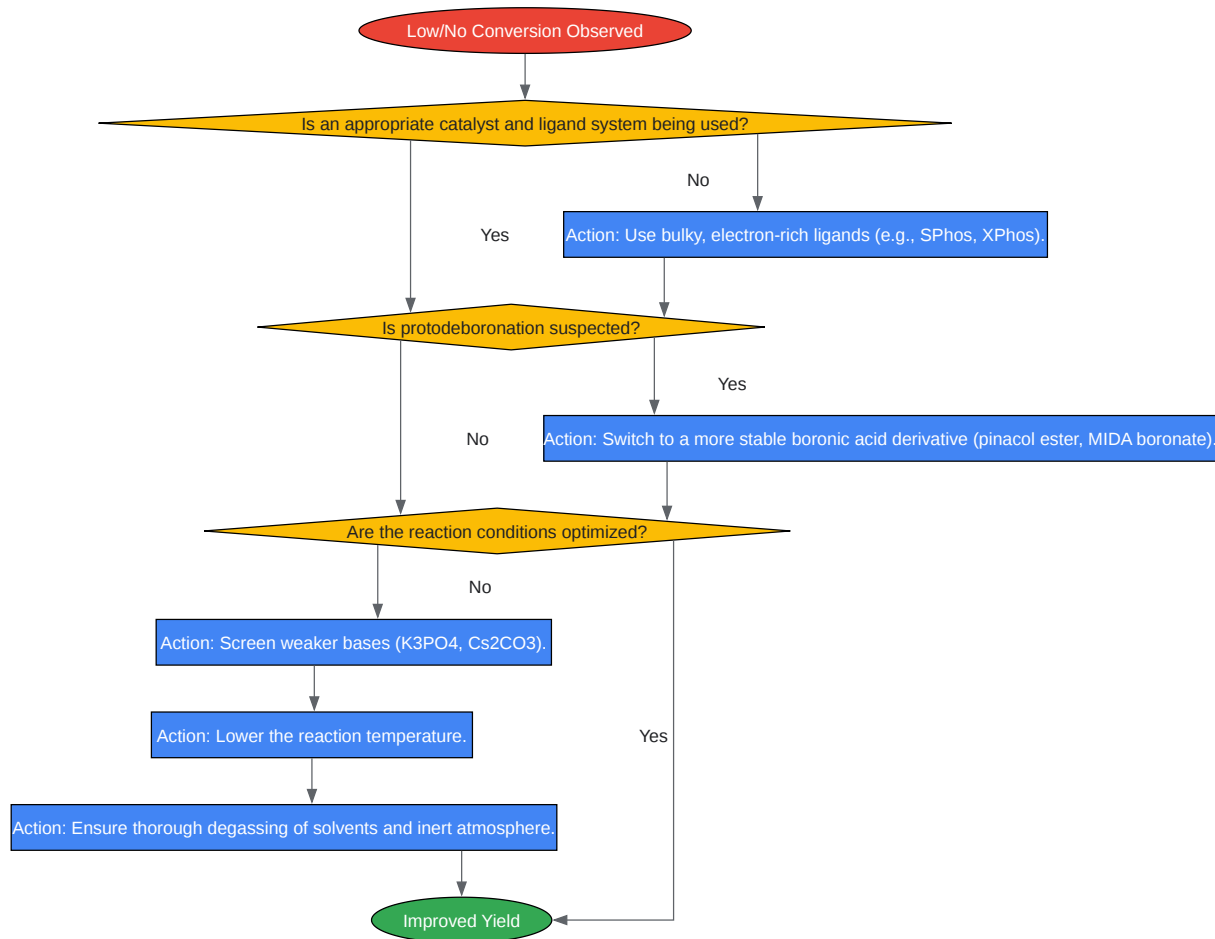 Low/No Conversion Observed
Is an appropriate catalyst and ligand system being used?
No
Yes
Action: Use bulky, electron-rich ligands (e.g., SPhos, XPhos).
Is protodeboronation suspected?
Yes
No
Action: Switch to a more stable boronic acid derivative (pinacol ester, MIDA boronate).
Are the reaction conditions optimized?
No
Action: Screen weaker bases (K3PO4, Cs2CO3).
Action: Lower the reaction temperature.
Yes
Action: Ensure thorough degassing of solvents and inert atmosphere.
Improved Yield